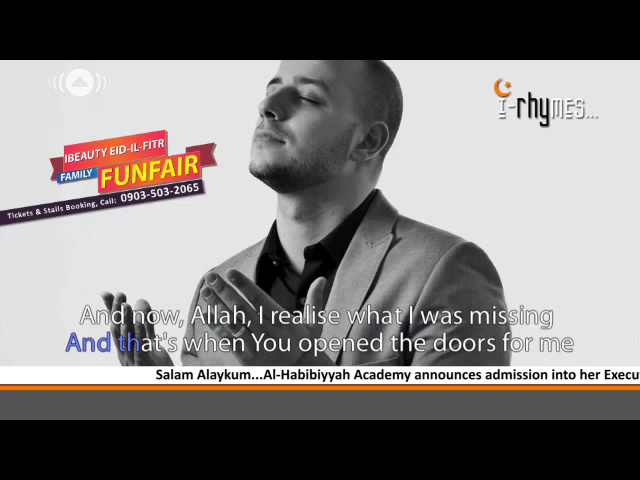 I-rhymes...
IBEAUTY EID-IL-FITR
FAMILY FUNFAIR
Tickets & Stalls Booking, Call: 0903-503-2065
And now, Allah, I realise what I was missing
And that's when You opened the doors for me
Salam Alaykum...Al-Habibiyyah Academy announces admission into her Execu